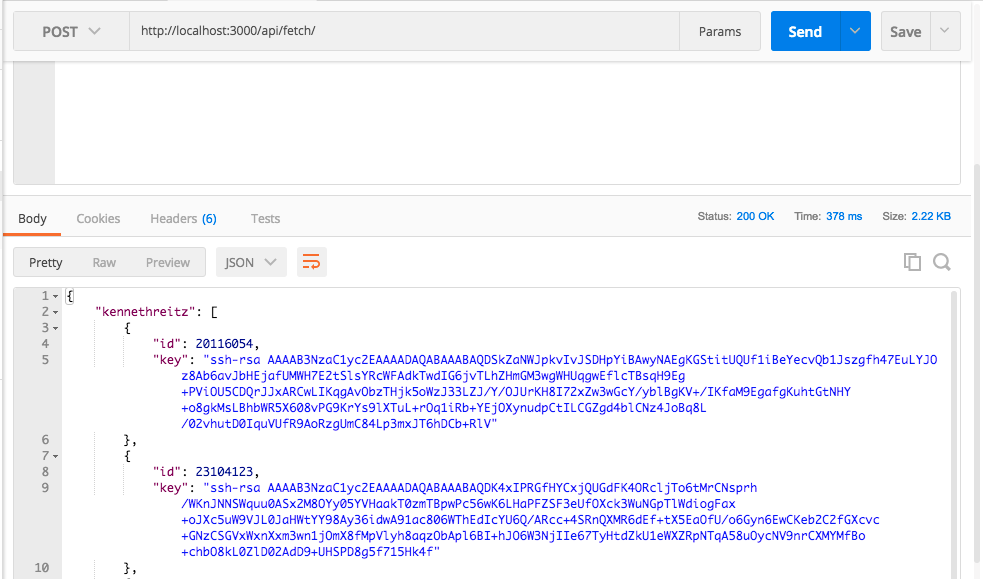 POST http://localhost:3000/api/fetch/ Params Send Save
Body Cookies Headers (6) Tests Status: 200 OK Time: 378 ms Size: 2.22 KB
Pretty Raw Preview JSON
1 {
2 "kennethreitz": [
3 {
4 "id": 20116054,
5 "key": "ssh-rsa AAAAB3NzaC1yc2EAAAADAQABAAABAQDSkZaNWJpkvIvJSDHpYiBAwyNAEgKGStitUQUf1iBeYecvQb1Jszgfh47EuLYJO
z8Ab6avJbHEjafUMWH7E2tSlsYRcWFAdkTwdIG6jvTLhZHmGM3wgWHUqgwEflcTBsqH9Eg
+PViOU5CDQrJJxARCwLIKqgAvObzTHjk5oWzJ33LZJ/Y/OJUrKH8I72xZw3wGcY/yblBgKV+/IKfaM9EgafgKuhtGtNHY
+o8gkMsLBhbWR5X608vPG9KrYs9lXTuL+rOq1iRb+YEjOXynudpCtILCGZgd4blCNz4JoBq8L
/02vhutD0IquVUfR9AoRzgUmC84Lp3mxJT6hDCb+RlV"
6 },
7 {
8 "id": 23104123,
9 "key": "ssh-rsa AAAAB3NzaC1yc2EAAAADAQABAAABAQDK4xIPRGfHYCxjQUGdFK4ORcljTo6tMrCNsprh
/WKnJNNSWquu0ASxZM8OYy05YVHaakT0zmTBpwPc56wK6LHaPFZSF3eUfOXck3WuNGpTlWdiogFax
+oJXc5uW9VJL0JaHWtYY98Ay36idwA91ac806WThEdIcYU6Q/ARcc+4SRnQXMR6dEf+tX5EaOfU/o6Gyn6EwCKeb2C2fGXcvc
+GNzCSGVxWxnXxm3wn1jOmX8fMpVlyh8aqzObApl6BI+hJO6W3NjIIe67TyHtdZkU1eWXZRpNTqA58uOycNV9nrCXMYMfBo
+chbO8kL0ZlD02AdD9+UHSPD8g5f715Hk4f"
10 },